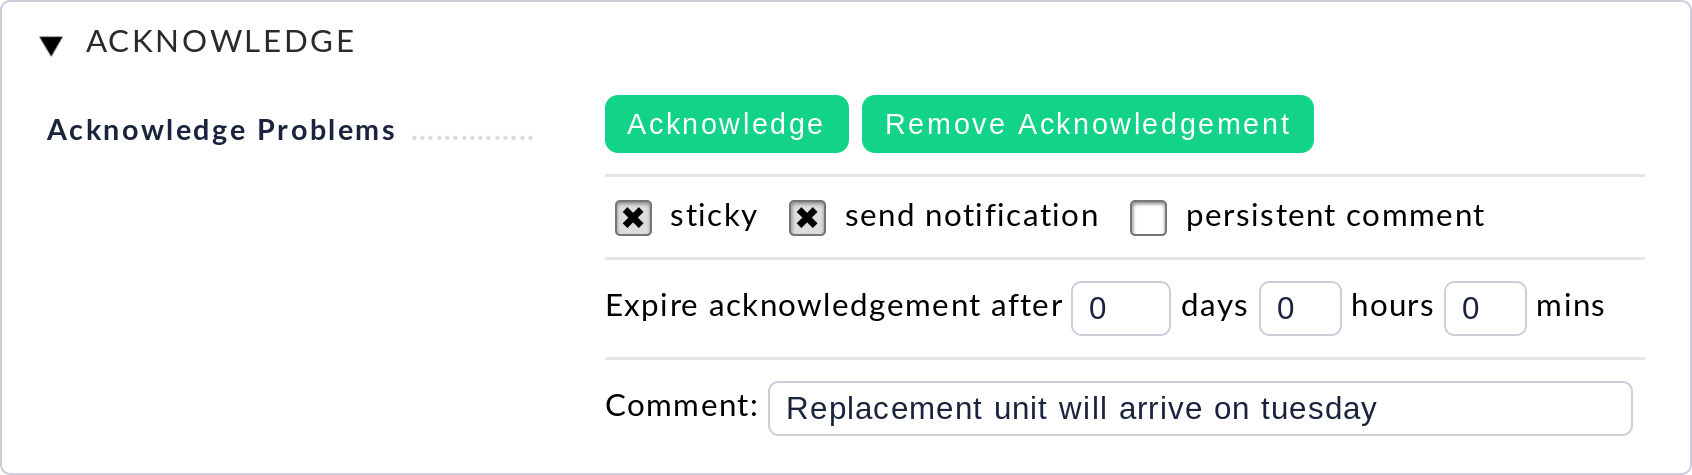 ACKNOWLEDGE
Acknowledge Problems
Acknowledge Remove Acknowledgement
sticky send notification persistent comment
Expire acknowledgement after 0 days 0 hours 0 mins
Comment: Replacement unit will arrive on tuesday